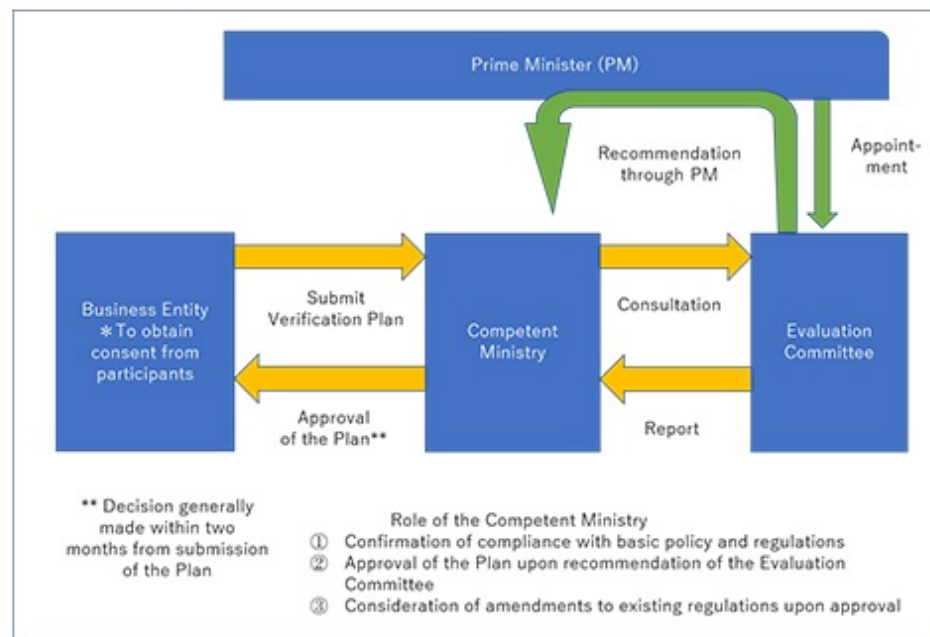 Prime Minister (PM)
Recommendation
through PM
Appoint-
ment
Business Entity
＊To obtain
consent from
participants
Submit
Verification Plan
Competent
Ministry
Consultation
Evaluation
Committee
Approval
of the Plan**
Report
** Decision generally
made within two
months from submission
of the Plan
Role of the Competent Ministry
① Confirmation of compliance with basic policy and regulations
② Approval of the Plan upon recommendation of the Evaluation
Committee
③ Consideration of amendments to existing regulations upon approval